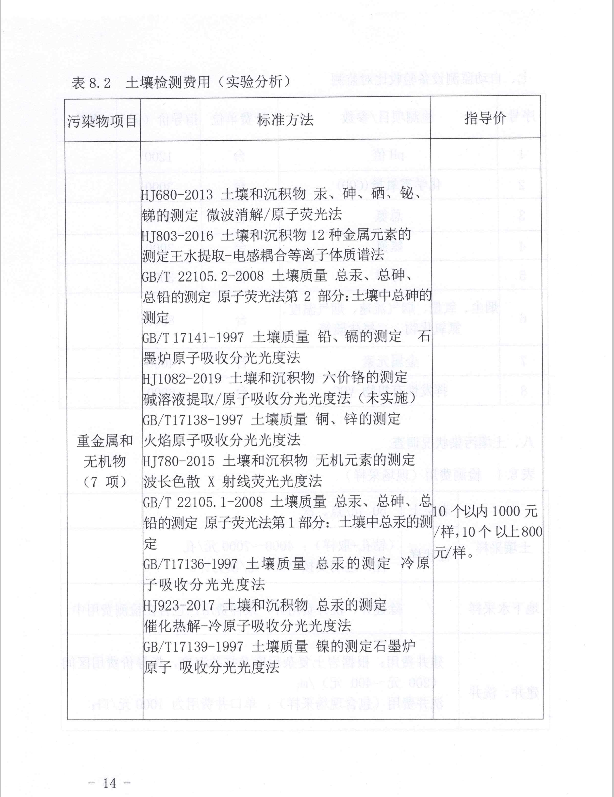 表8.2 土壤检测费用（实验分析）
污染物项目 标准方法 指导价
HJ680-2013 土壤和沉积物 汞、砷、硒、铋、
锑的测定 微波消解/原子荧光法
HJ803-2016 土壤和沉积物12种金属元素的
测定王水提取-电感耦合等离子体质谱法
GB/T 22105.2-2008 土壤质量 总汞、总砷、
总铅的测定 原子荧光法第 2 部分:土壤中总砷的
测定
GB/T17141-1997 土壤质量 铅、镉的测定 石
墨炉原子吸收分光光度法
HJ1082-2019 土壤和沉积物 六价铬的测定
碱溶液提取/原子吸收分光光度法（未实施）
GB/T17138-1997 土壤质量 铜、锌的测定
火焰原子吸收分光光度法
HJ780-2015 土壤和沉积物 无机元素的测定
波长色散 X 射线荧光光度法
GB/T 22105.1-2008 土壤质量 总汞、总砷、总
铅的测定 原子荧光法第1部分：土壤中总汞的测
定
GB/T17136-1997 土壤质量 总汞的测定 冷原
子吸收分光光度法
HJ923-2017 土壤和沉积物 总汞的测定
催化热解-冷原子吸收分光光度法
GB/T17139-1997 土壤质量 镍的测定石墨炉
原子 吸收分光光度法
重金属和
无机物
（7 项）
10 个以内 1000 元
/样,10 个 以上800
元/样。
- 14 -